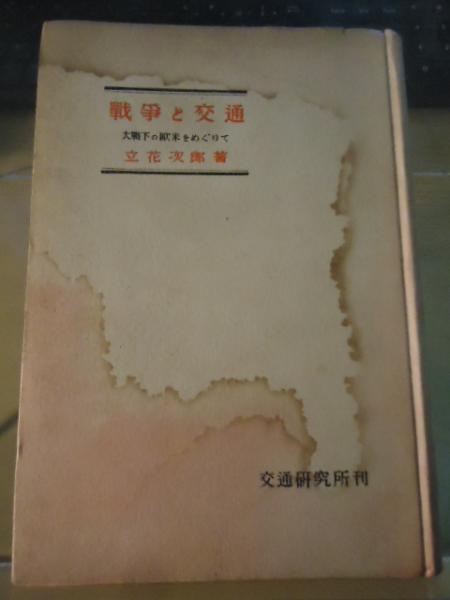 戰爭と交通
大戰下の歐米をめぐりて
立花次郎著
交通硏究所刊